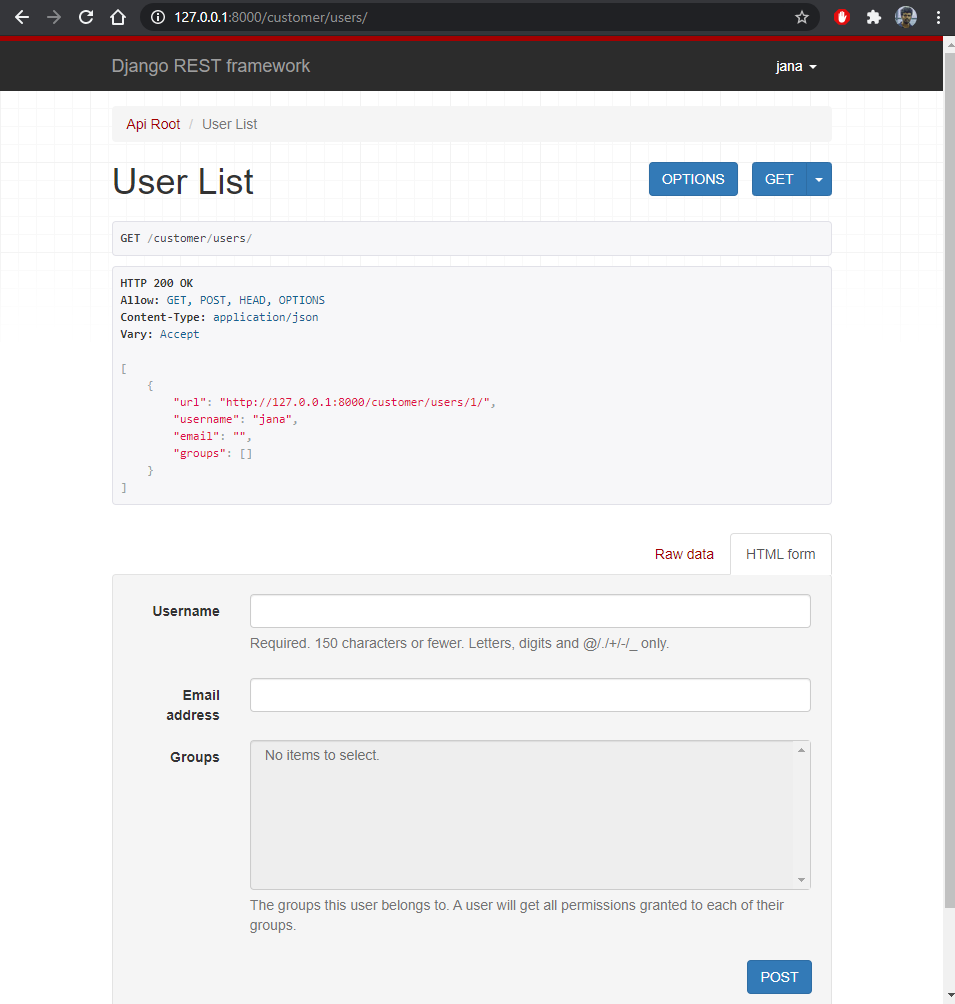 127.0.0.1:8000/customer/users/
Django REST framework
jana
Api Root / User List
User List
OPTIONS
GET
GET /customer/users/
HTTP 200 OK
Allow: GET, POST, HEAD, OPTIONS
Content-Type: application/json
Vary: Accept
[
    {
        "url": "http://127.0.0.1:8000/customer/users/1/",
        "username": "jana",
        "email": "",
        "groups": []
    }
]
Raw data
HTML form
Username
Required. 150 characters or fewer. Letters, digits and @/./+/-/_ only.
Email
address
Groups
No items to select.
The groups this user belongs to. A user will get all permissions granted to each of their
groups.
POST